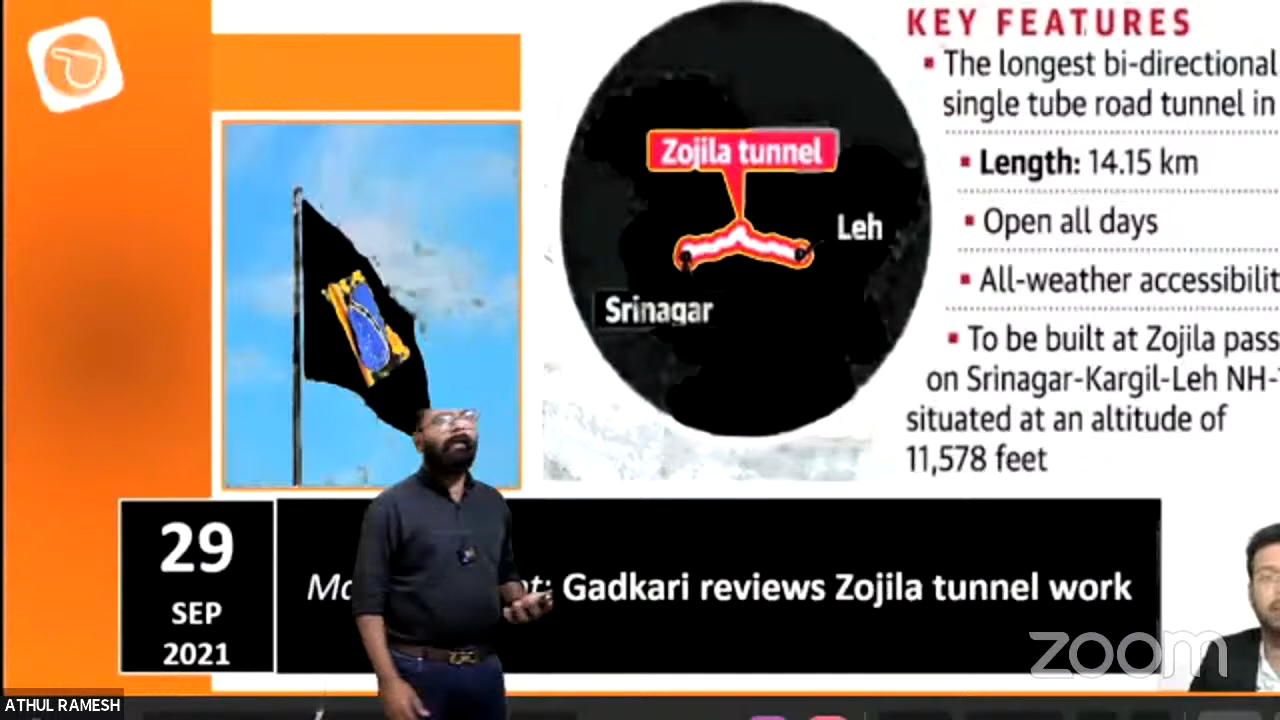 KEY FEATURES
▪ The longest bi-directional
single tube road tunnel in
▪ Length: 14.15 km
▪ Open all days
▪ All-weather
▪ To be built at Zojila pass
on Srinagar-Kargil-Leh
situated at an altitude of
11,578 feet
Zojila tunnel
Leh
Srinagar
29
SEP
2021
Gadkari reviews Zojila tunnel work
zoom
ATHUL RAMESH